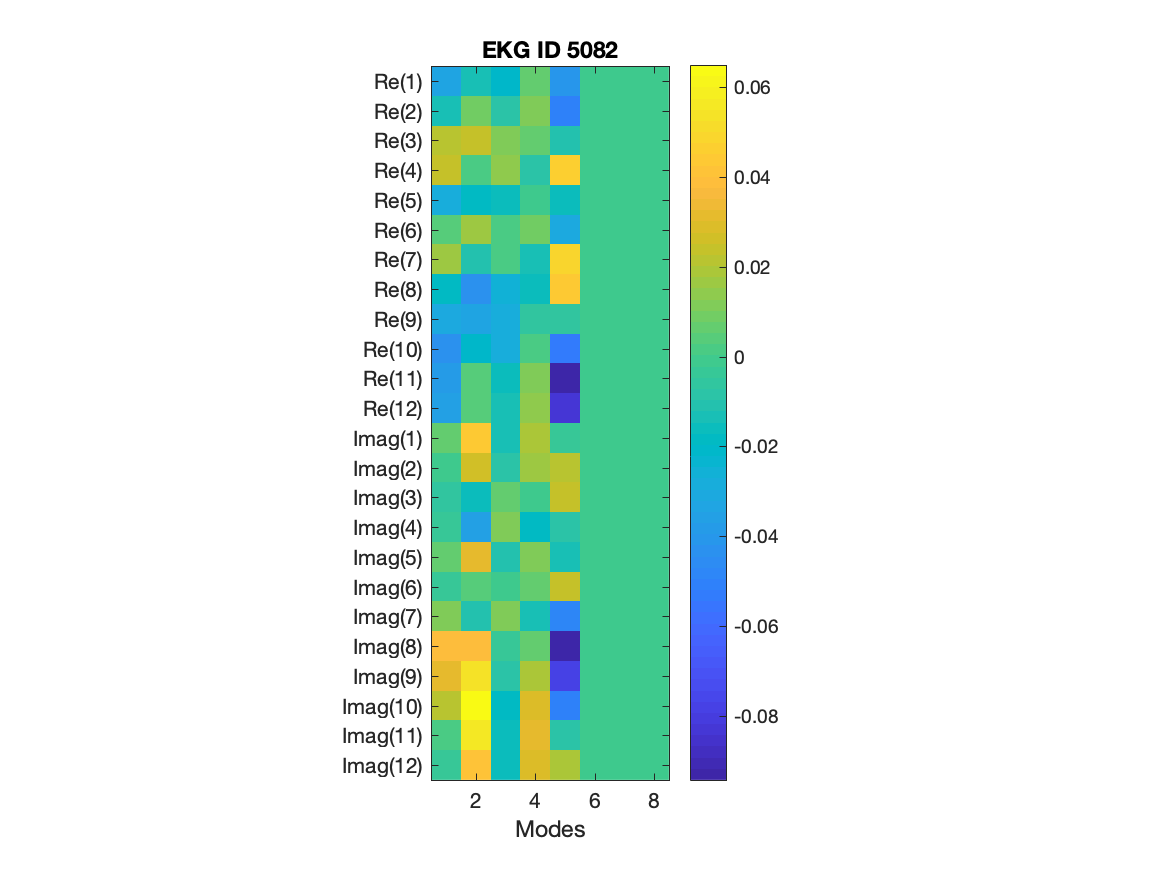 EKG ID 5082
Re(1)
Re(2)
Re(3)
Re(4)
Re(5)
Re(6)
Re(7)
Re(8)
Re(9)
Re(10)
Re(11)
Re(12)
Imag(1)
Imag(2)
Imag(3)
Imag(4)
Imag(5)
Imag(6)
Imag(7)
Imag(8)
Imag(9)
Imag(10)
Imag(11)
Imag(12)
2 4 6 8
Modes
0.06
0.04
0.02
0
-0.02
-0.04
-0.06
-0.08